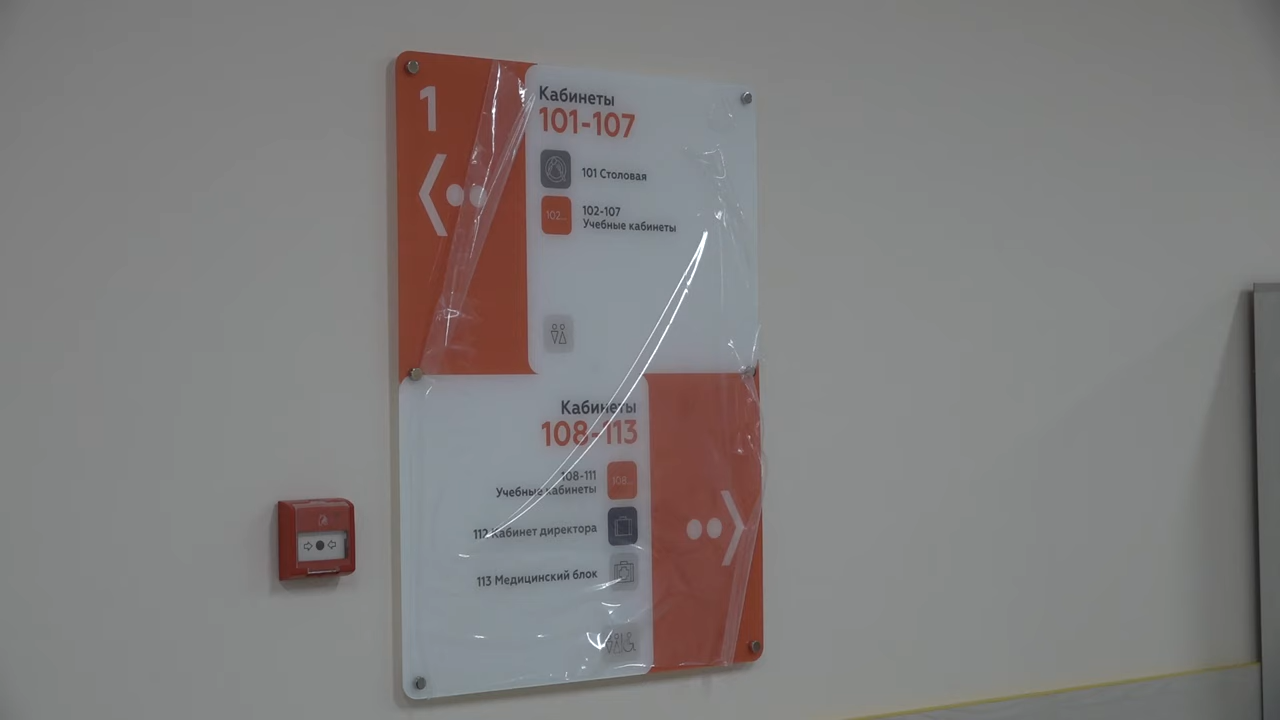 1
Кабинеты
101-107
101 Столовая
102...
102-107
Учебные кабинеты
Кабинеты
108-113
108-111
Учебные кабинеты
108...
112 Кабинет директора
113 Медицинский блок